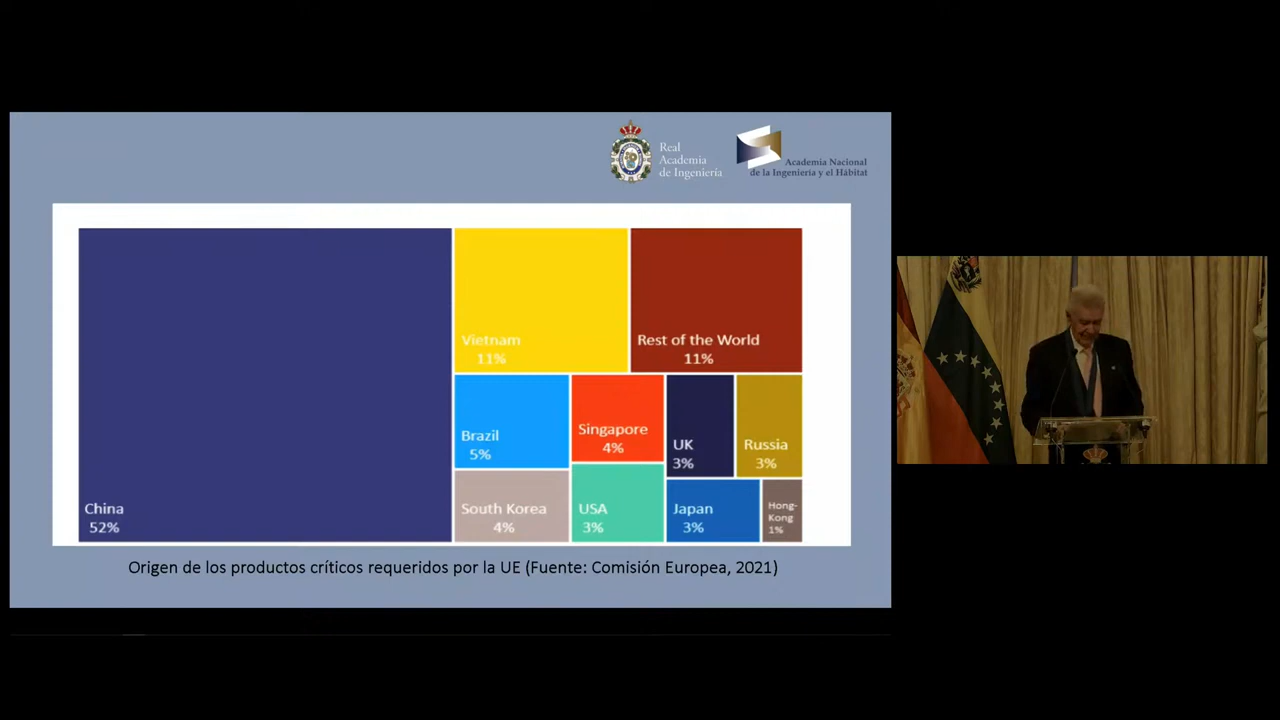 Real
Academia
de Ingeniería
Academia Nacional
de la Ingeniería y el Hábitat
Vietnam
11%
Rest of the World
11%
Brazil
5%
Singapore
4%
UK
3%
Russia
3%
China
52%
South Korea
4%
USA
3%
Japan
3%
Hong-
Kong
1%
Origen de los productos críticos requeridos por la UE (Fuente: Comisión Europea, 2021)